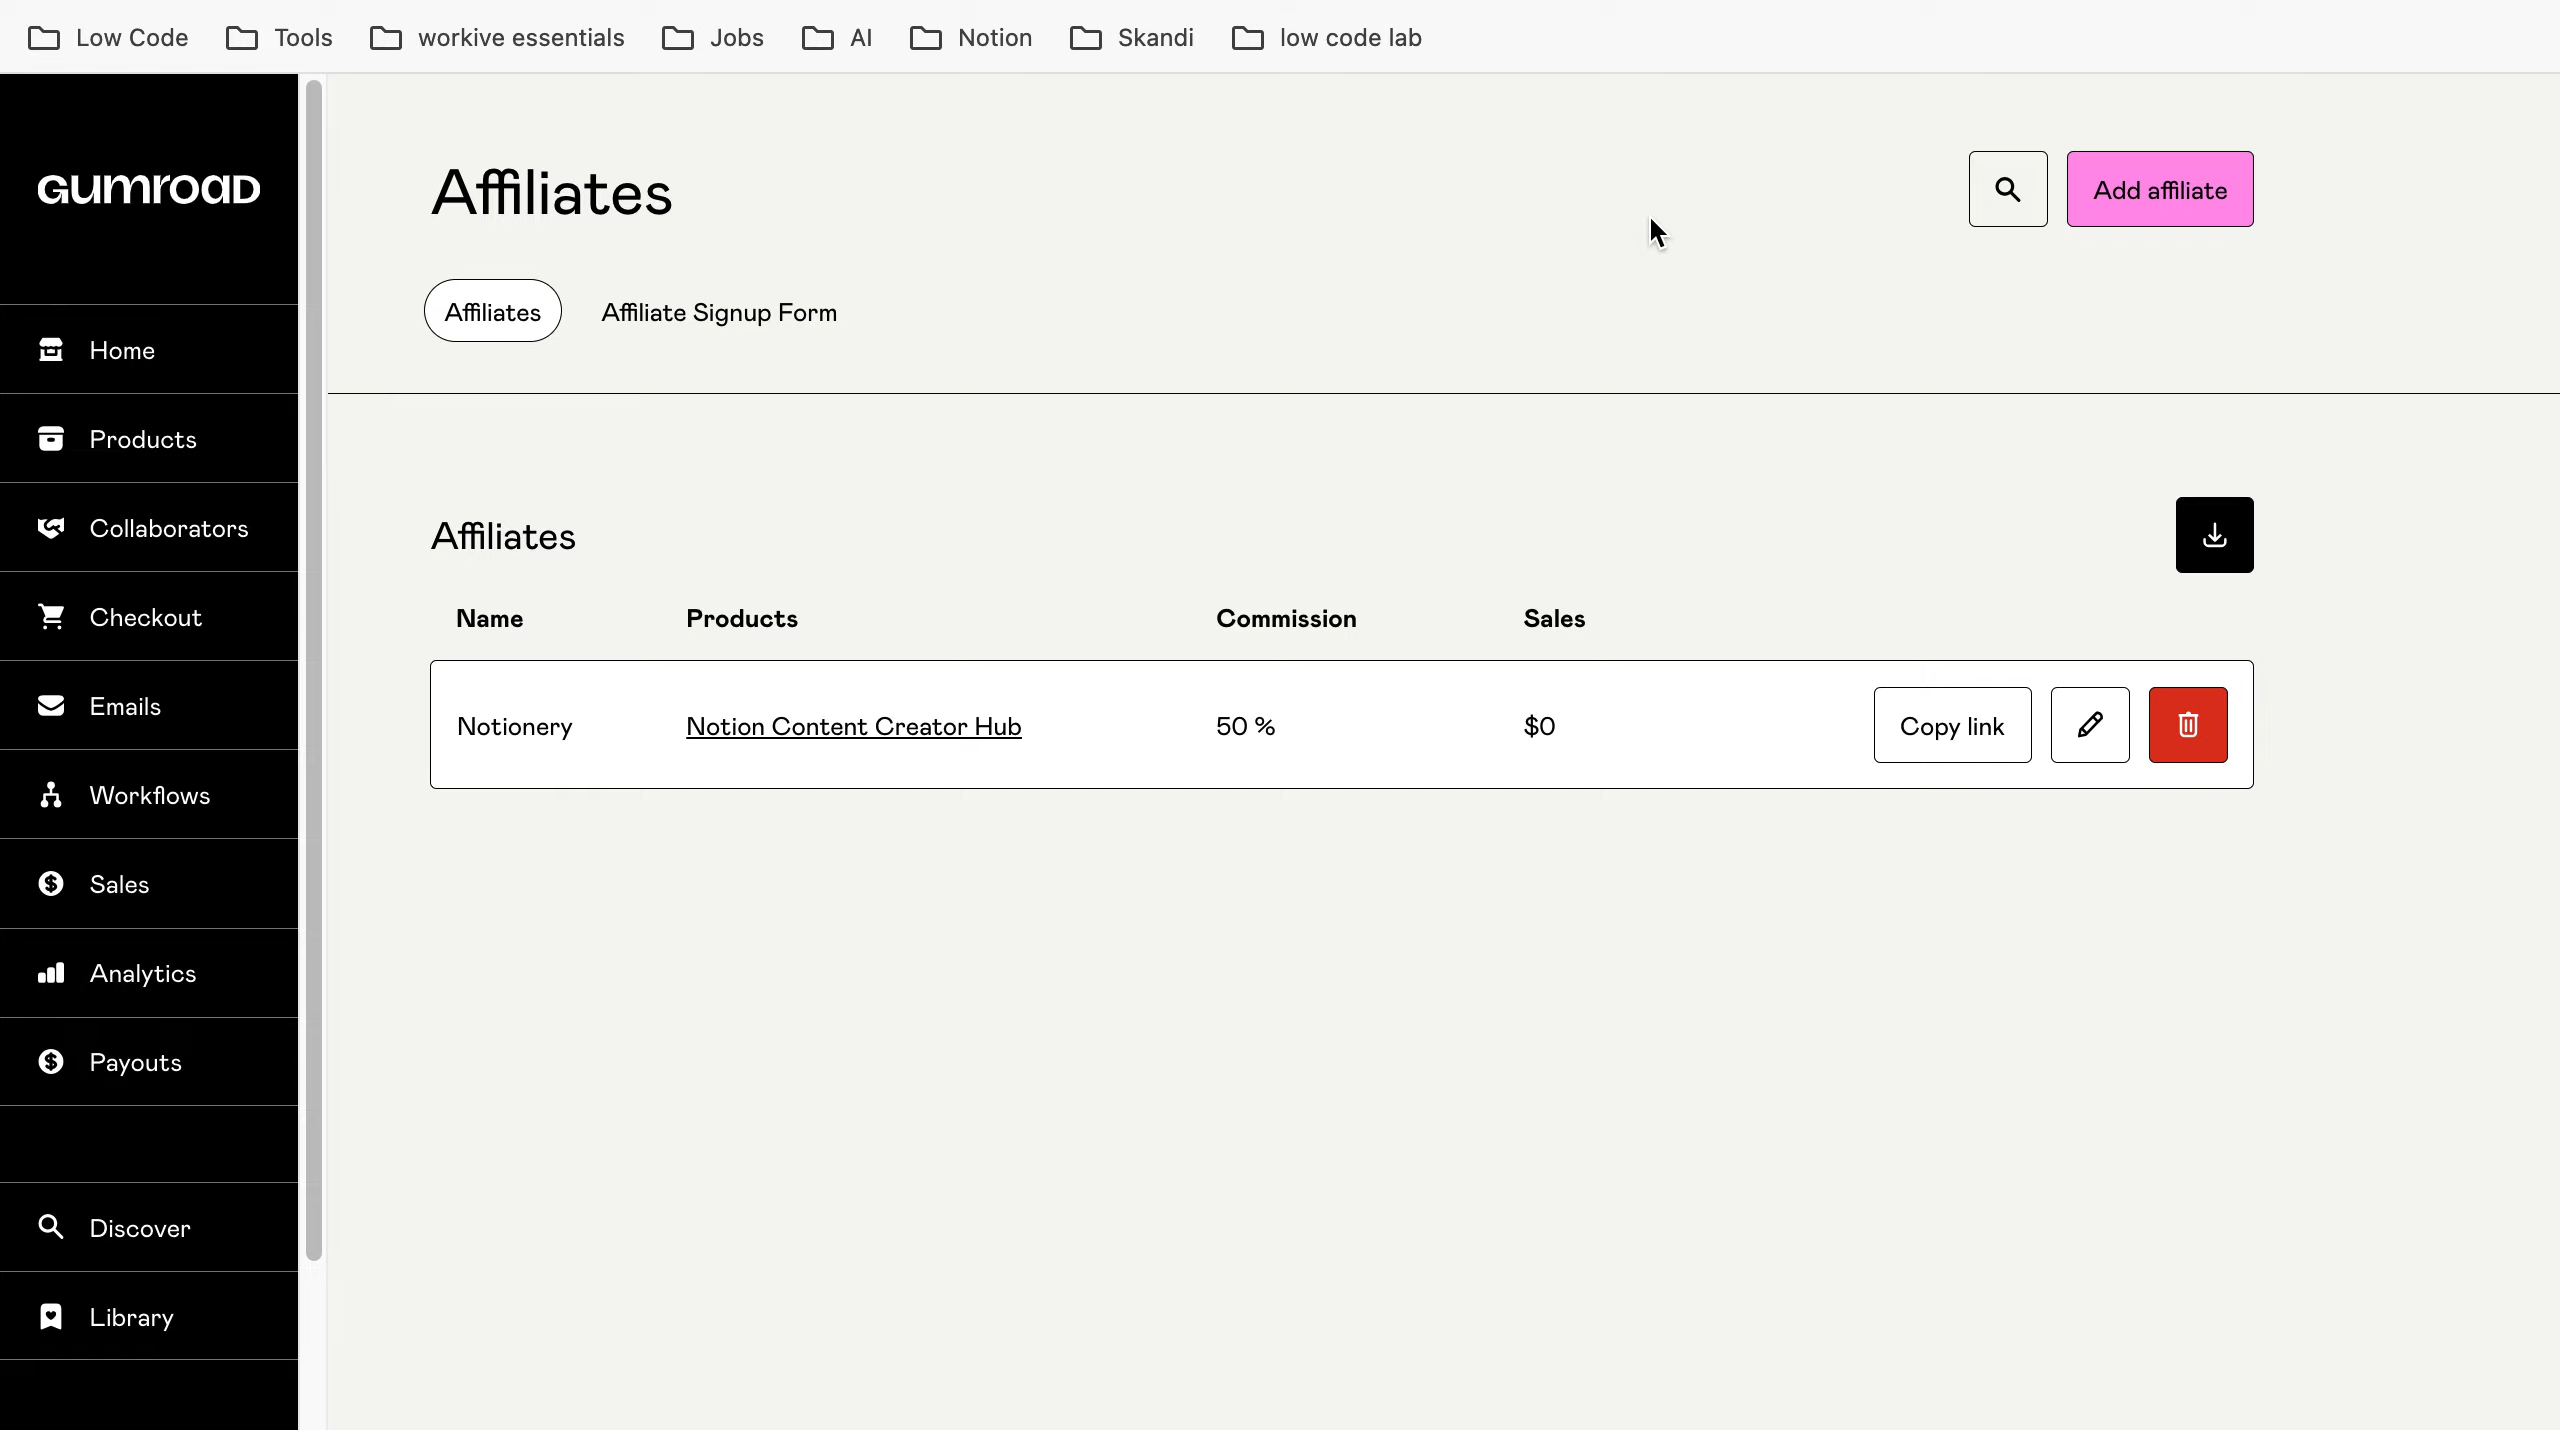 Low Code Tools workive essentials Jobs AI Notion Skandi low code lab
GUMROAD
Home
Products
Collaborators
Checkout
Emails
Workflows
Sales
Analytics
Payouts
Discover
Library
Affiliates
Add affiliate
Affiliates Affiliate Signup Form
Affiliates
Name Products Commission Sales
Notionery Notion Content Creator Hub 50 % $0 Copy link